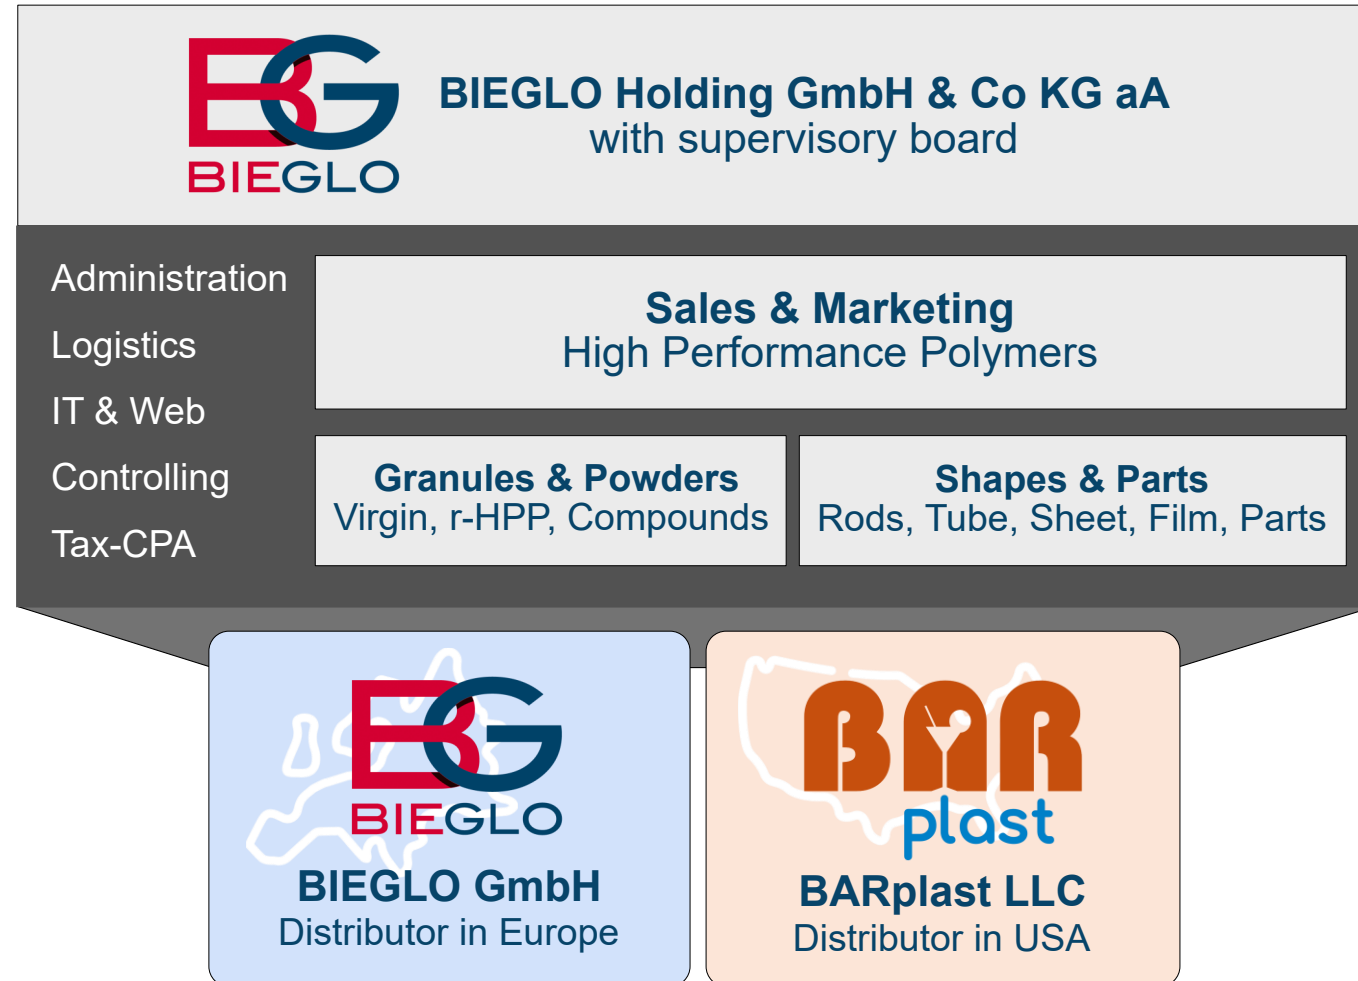 BG
BIEGLO
BIEGLO Holding GmbH & Co KG aA
with supervisory board
Administration
Logistics
IT & Web
Controlling
Tax-CPA
Sales & Marketing
High Performance Polymers
Granules & Powders
Virgin, r-HPP, Compounds
Shapes & Parts
Rods, Tube, Sheet, Film, Parts
BG
BIEGLO
BIEGLO GmbH
Distributor in Europe
BAR
plast
BARplast LLC
Distributor in USA